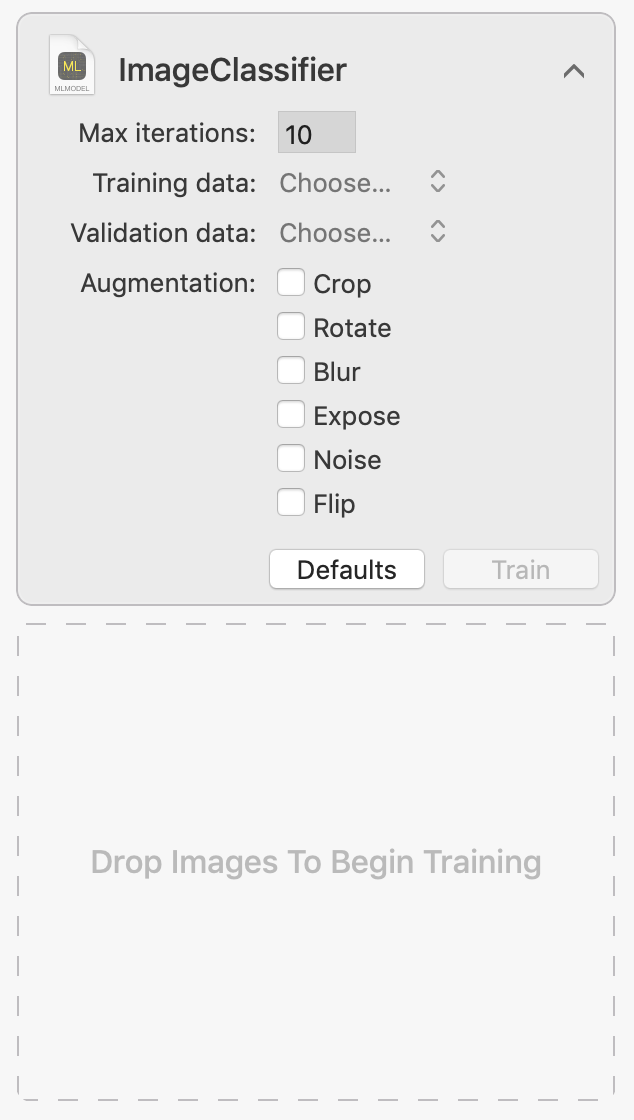 ML
MLMODEL
ImageClassifier
Max iterations: 10
Training data: Choose...
Validation data: Choose...
Augmentation: Crop
Rotate
Blur
Expose
Noise
Flip
Defaults Train
Drop Images To Begin Training